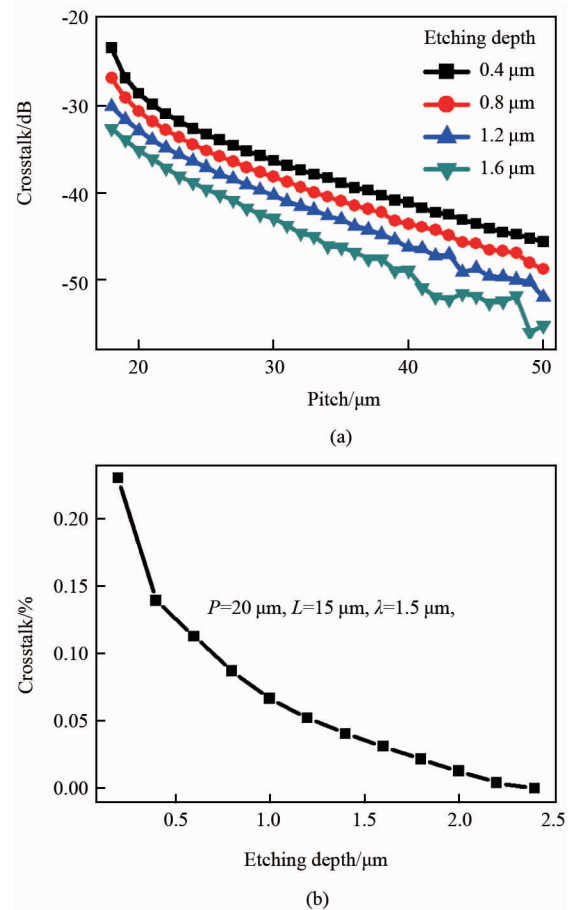 -20
-30
-40
-50
Crosstalk/dB
Etching depth
0.4 μm
0.8 μm
1.2 μm
1.6 μm
20 30 40 50
Pitch/μm
(a)
0.20
0.15
0.10
0.05
0.00
Crosstalk/%
P=20 μm, L=15 μm, λ=1.5 μm,
0.5 1.0 1.5 2.0 2.5
Etching depth/μm
(b)